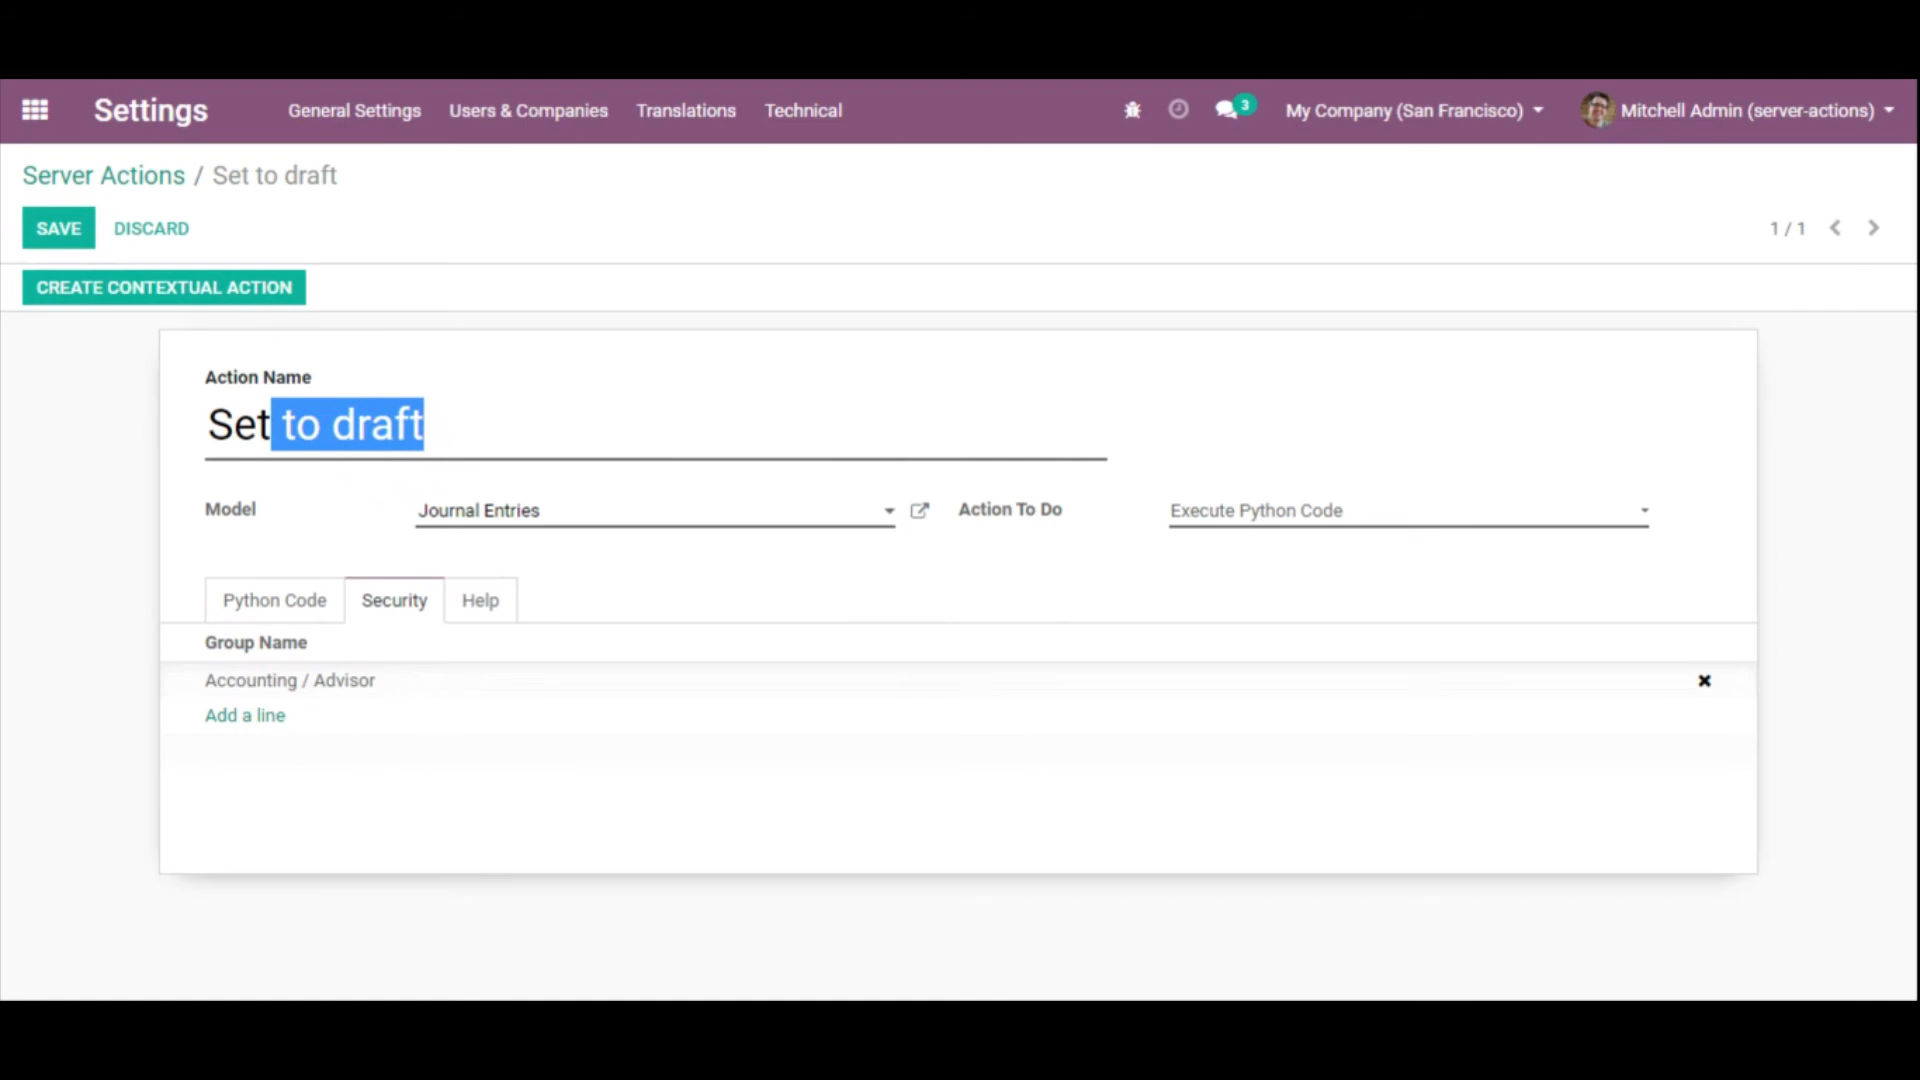 Settings General Settings Users & Companies Translations Technical 3 My Company (San Francisco) Mitchell Admin (server-actions)
Server Actions / Set to draft
SAVE DISCARD 1 / 1
CREATE CONTEXTUAL ACTION
Action Name
Set to draft
Model Journal Entries Action To Do Execute Python Code
Python Code Security Help
Group Name
Accounting / Advisor
Add a line